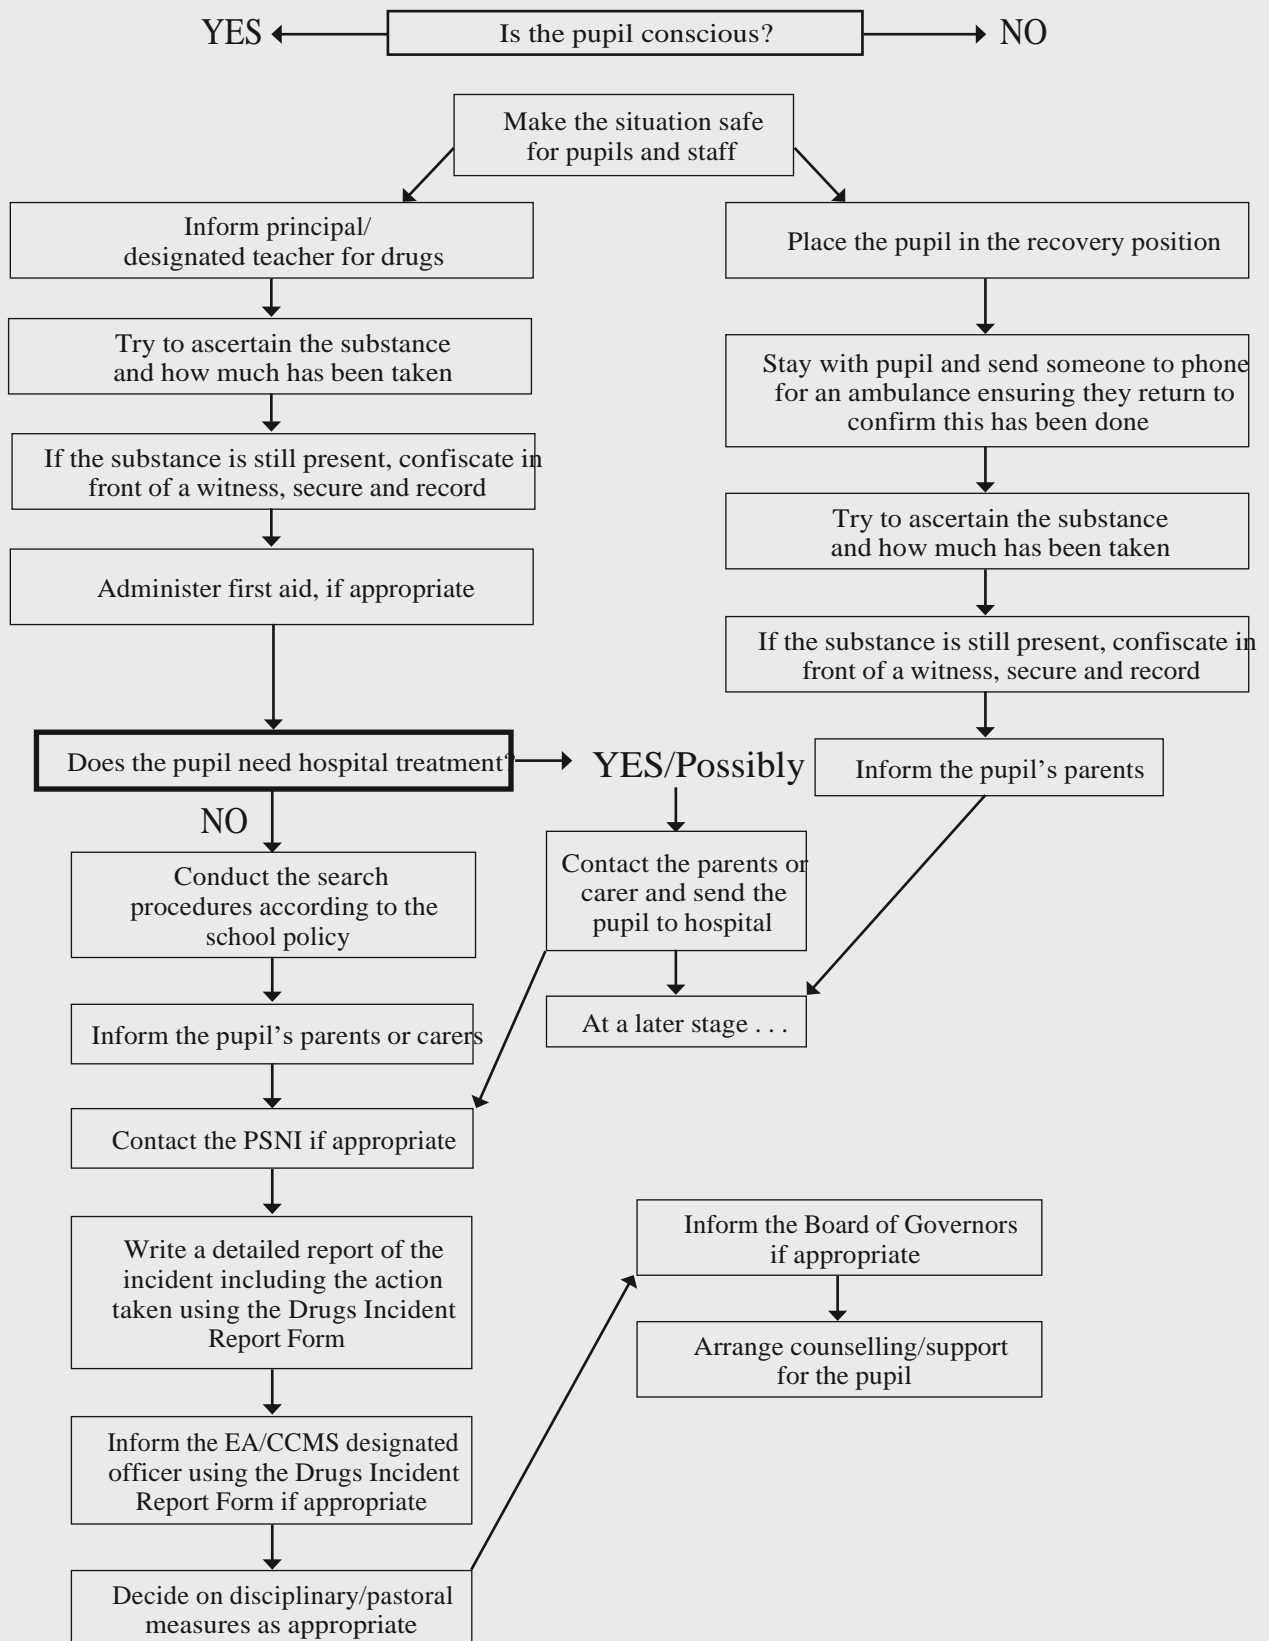 YES
Is the pupil conscious?
NO
Make the situation safe
for pupils and staff
Inform principal/
designated teacher for drugs
Try to ascertain the substance
and how much has been taken
If the substance is still present, confiscate in
front of a witness, secure and record
Administer first aid, if appropriate
Does the pupil need hospital treatment?
Place the pupil in the recovery position
Stay with pupil and send someone to phone
for an ambulance ensuring they return to
confirm this has been done
Try to ascertain the substance
and how much has been taken
If the substance is still present, confiscate in
front of a witness, secure and record
Inform the pupil's parents
YES/Possibly
Contact the parents or
carer and send the
pupil to hospital
At a later stage . . .
NO
Conduct the search
procedures according to the
school policy
Inform the pupil's parents or carers
Contact the PSNI if appropriate
Write a detailed report of the
incident including the action
taken using the Drugs Incident
Report Form
Inform the EA/CCMS designated
officer using the Drugs Incident
Report Form if appropriate
Decide on disciplinary/pastoral
measures as appropriate
Inform the Board of Governors
if appropriate
Arrange counselling/support
for the pupil